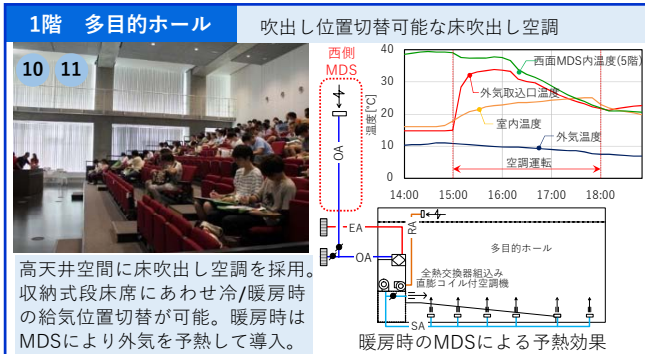 1階 多目的ホール
吹出し位置切替可能な床吹出し空調
10 11
西側
MDS
OA
EA
OA
温度[℃]
40
30
20
10
0
西面MDS内温度(5階)
外気取込口温度
室内温度
外気温度
空調運転
14:00 15:00 16:00 17:00 18:00
RA
多目的ホール
全熱交換器組込み
直膨コイル付空調機
SA
高天井空間に床吹出し空調を採用。
収納式段床席にあわせ冷/暖房時
の給気位置切替が可能。暖房時は
MDSにより外気を予熱して導入。
暖房時のMDSによる予熱効果